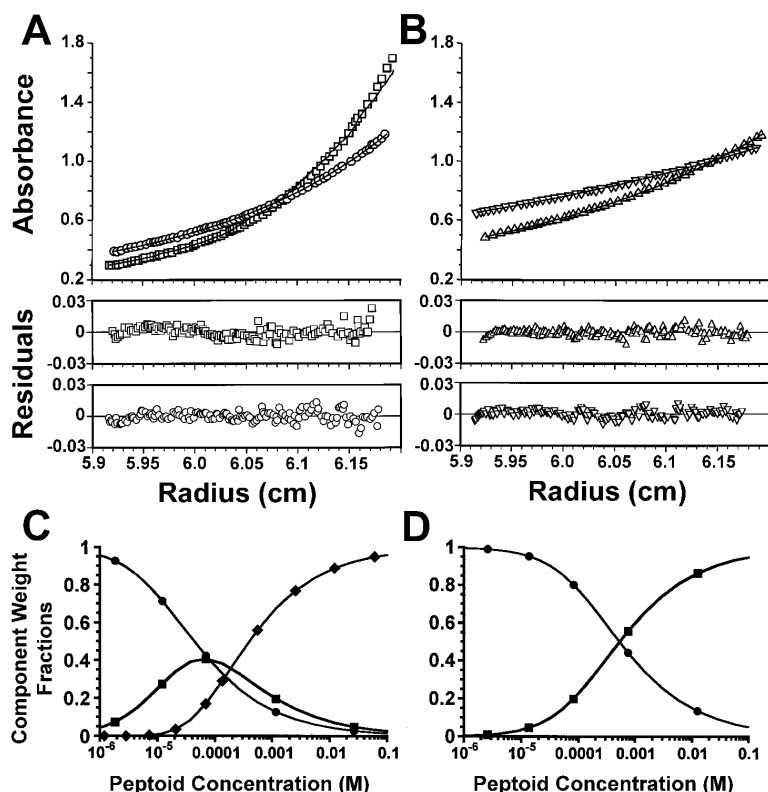 A
B
1.8
1.8
1.4
1.4
1.0
1.0
0.6
0.6
0.2
0.2
Absorbance
0.03
0
-0.03
0.03
0
-0.03
0.03
0
-0.03
0.03
0
-0.03
Residuals
5.9 5.95 6.0 6.05 6.1 6.15
5.9 5.95 6.0 6.05 6.1 6.15
Radius (cm)
Radius (cm)
C
D
1
0.8
0.6
0.4
0.2
0
1
0.8
0.6
0.4
0.2
0
Component Weight
Fractions
10-6 10-5 0.0001 0.001 0.01 0.1
10-6 10-5 0.0001 0.001 0.01 0.1
Peptoid Concentration (M)
Peptoid Concentration (M)